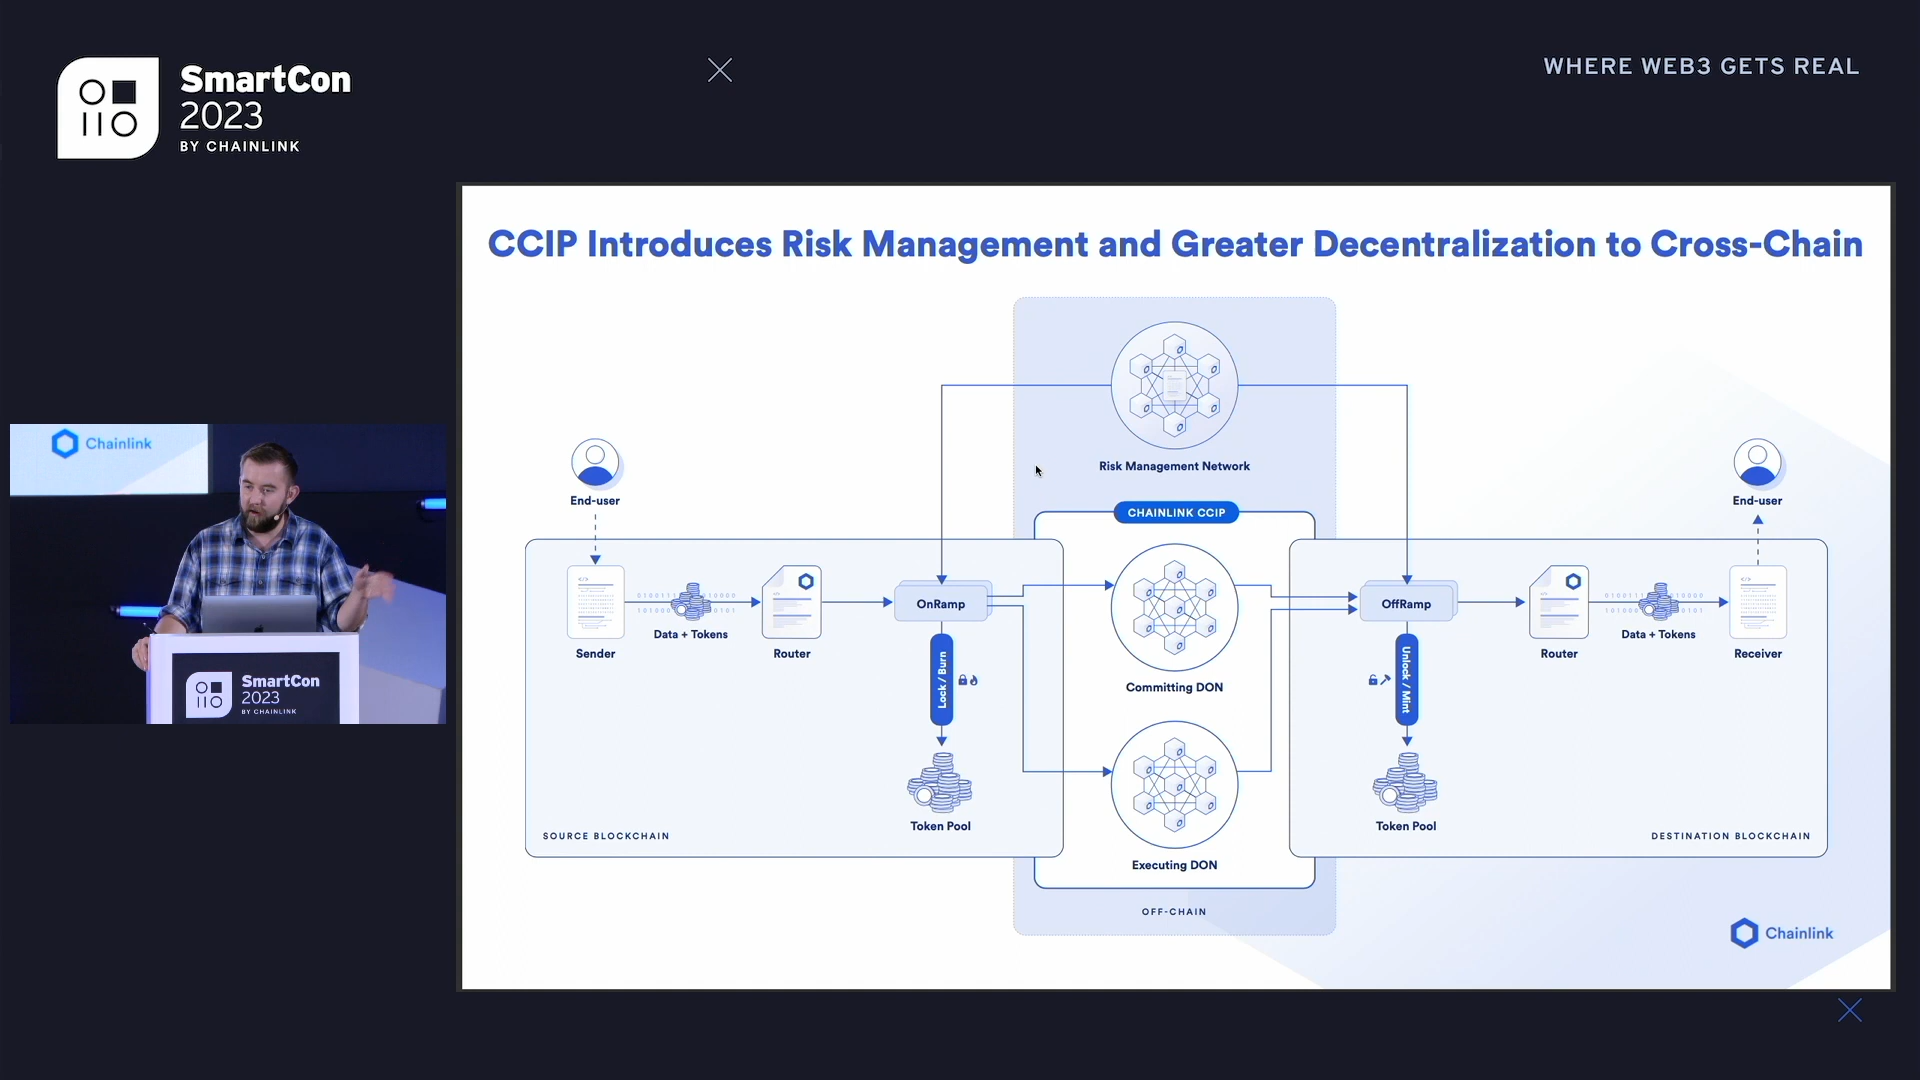 SmartCon
2023
BY CHAINLINK
WHERE WEB3 GETS REAL
CCIP Introduces Risk Management and Greater Decentralization to Cross-Chain
Risk Management Network
CHAINLINK CCIP
End-user
Sender
Data + Tokens
Router
OnRamp
Lock / Burn
Token Pool
SOURCE BLOCKCHAIN
Committing DON
Executing DON
OFF-CHAIN
OffRamp
Unlock / Mint
Token Pool
Router
Data + Tokens
Receiver
End-user
DESTINATION BLOCKCHAIN
Chainlink
Chainlink
SmartCon
2023
BY CHAINLINK